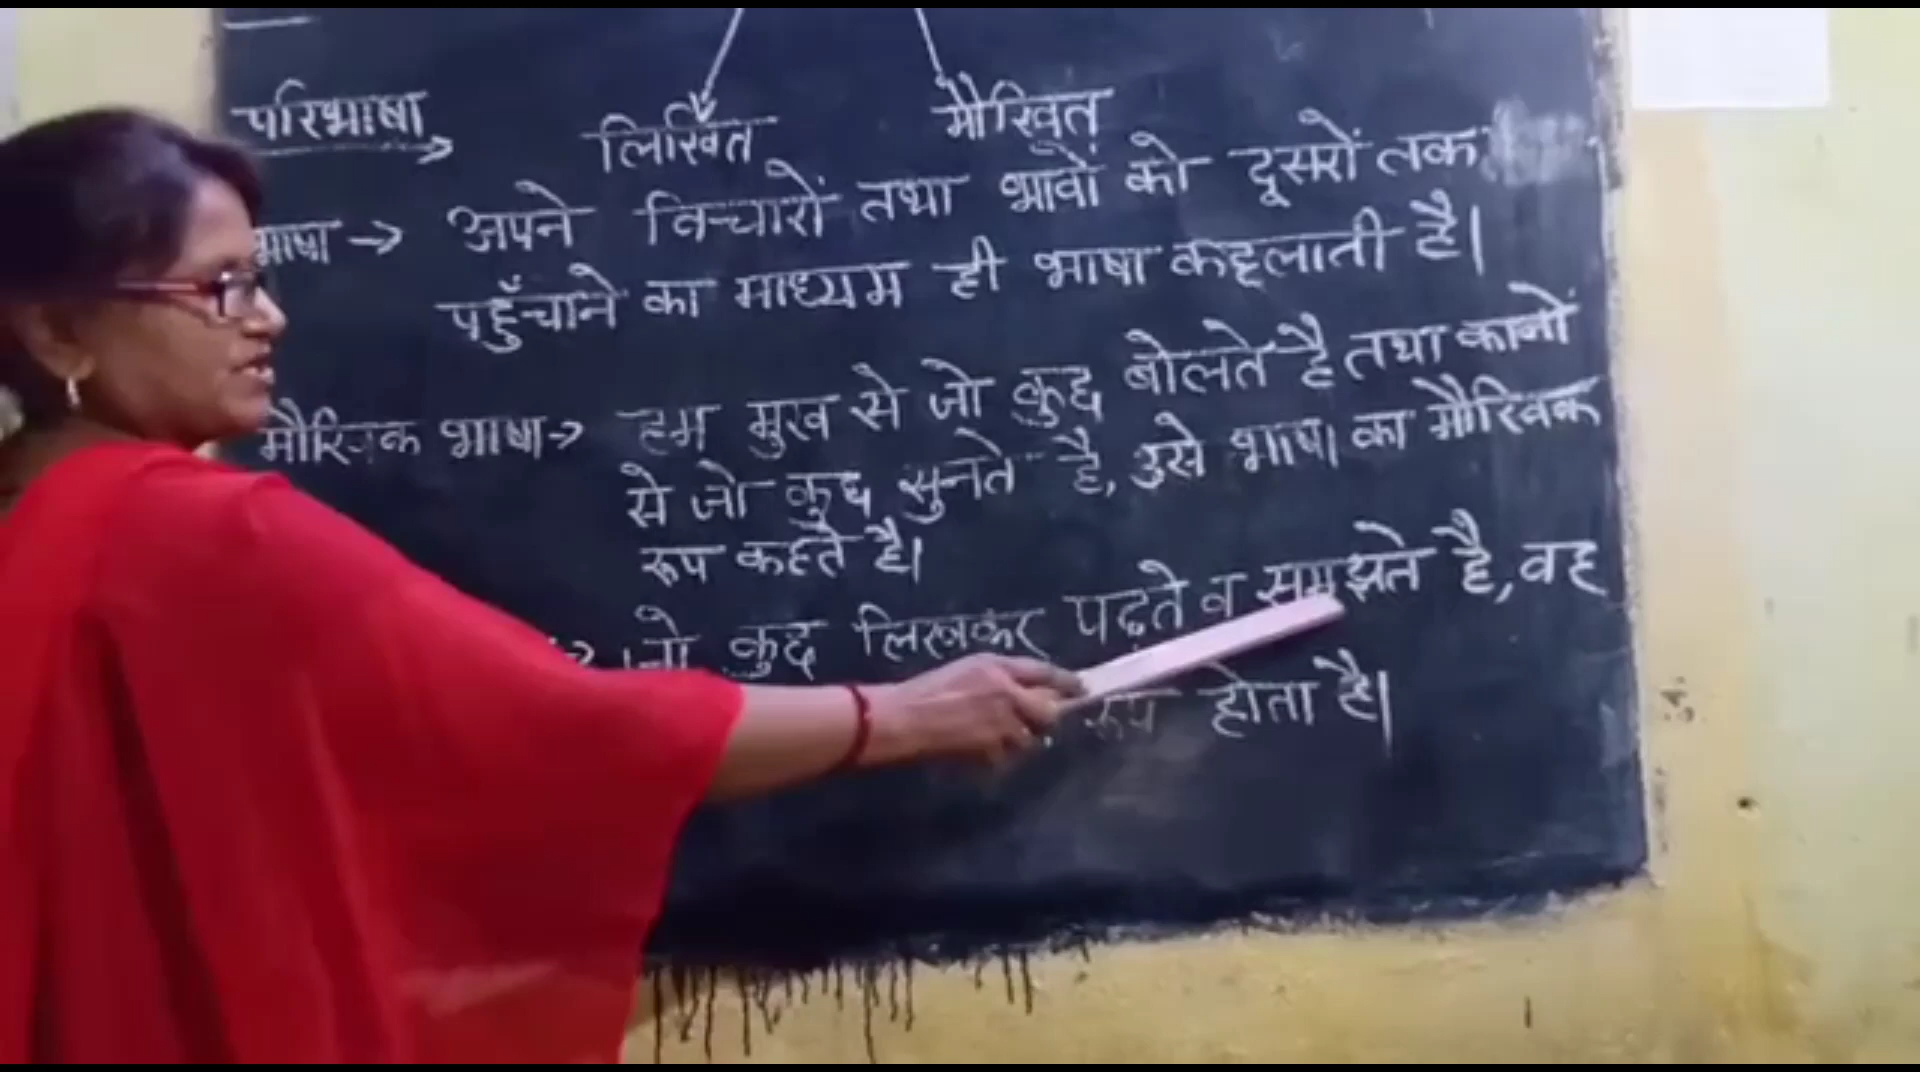 परिभाषा
लिखित
मौखित
भाषा → अपने विचारों तथा भावों को दूसरों तक
पहुँचाने का माध्यम ही भाषा कहलाती है।
मौखिक भाषा → हम मुख से जो कुछ बोलते है तथा कानों
से जो कुछ सुनते है, उसे भाषा का मौखिक
रूप कहते है।
जो कुछ लिखकर पढ़ते व समझते है, वह
रूप होता है।